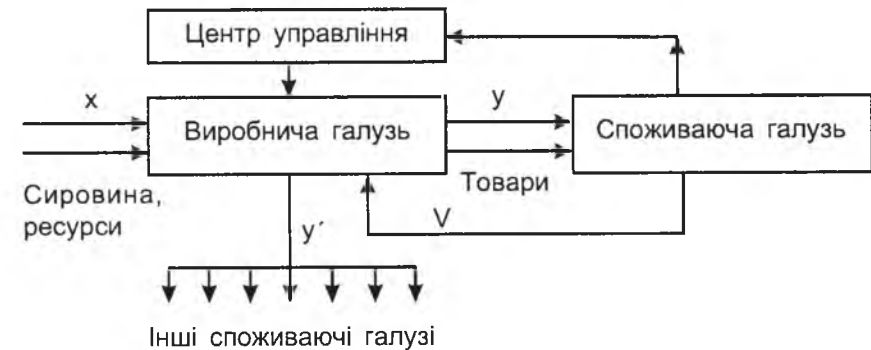 Центр управління
x
Виробнича галузь
y
Споживаюча галузь
Сировина,
ресурси
Товари
V
y´
Інші споживаючі галузі